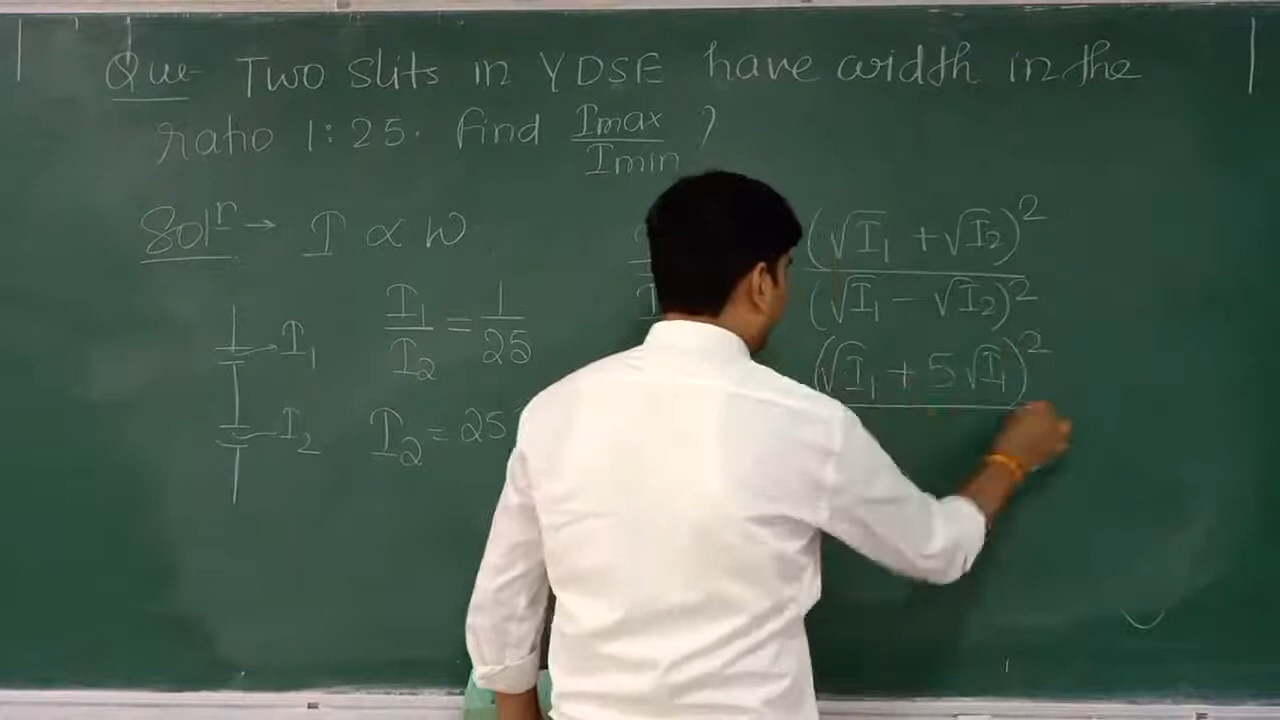 Que Two slits in YDSE have width in the
ratio 1:25. find Imax/Imin ?
Solⁿ → I ∝ W
I₁/I₂ = 1/25
I₁
I₂
I₂ = 25
(√I₁ + √I₂)²
(√I₁ - √I₂)²
(√I₁ + 5√I₁)²